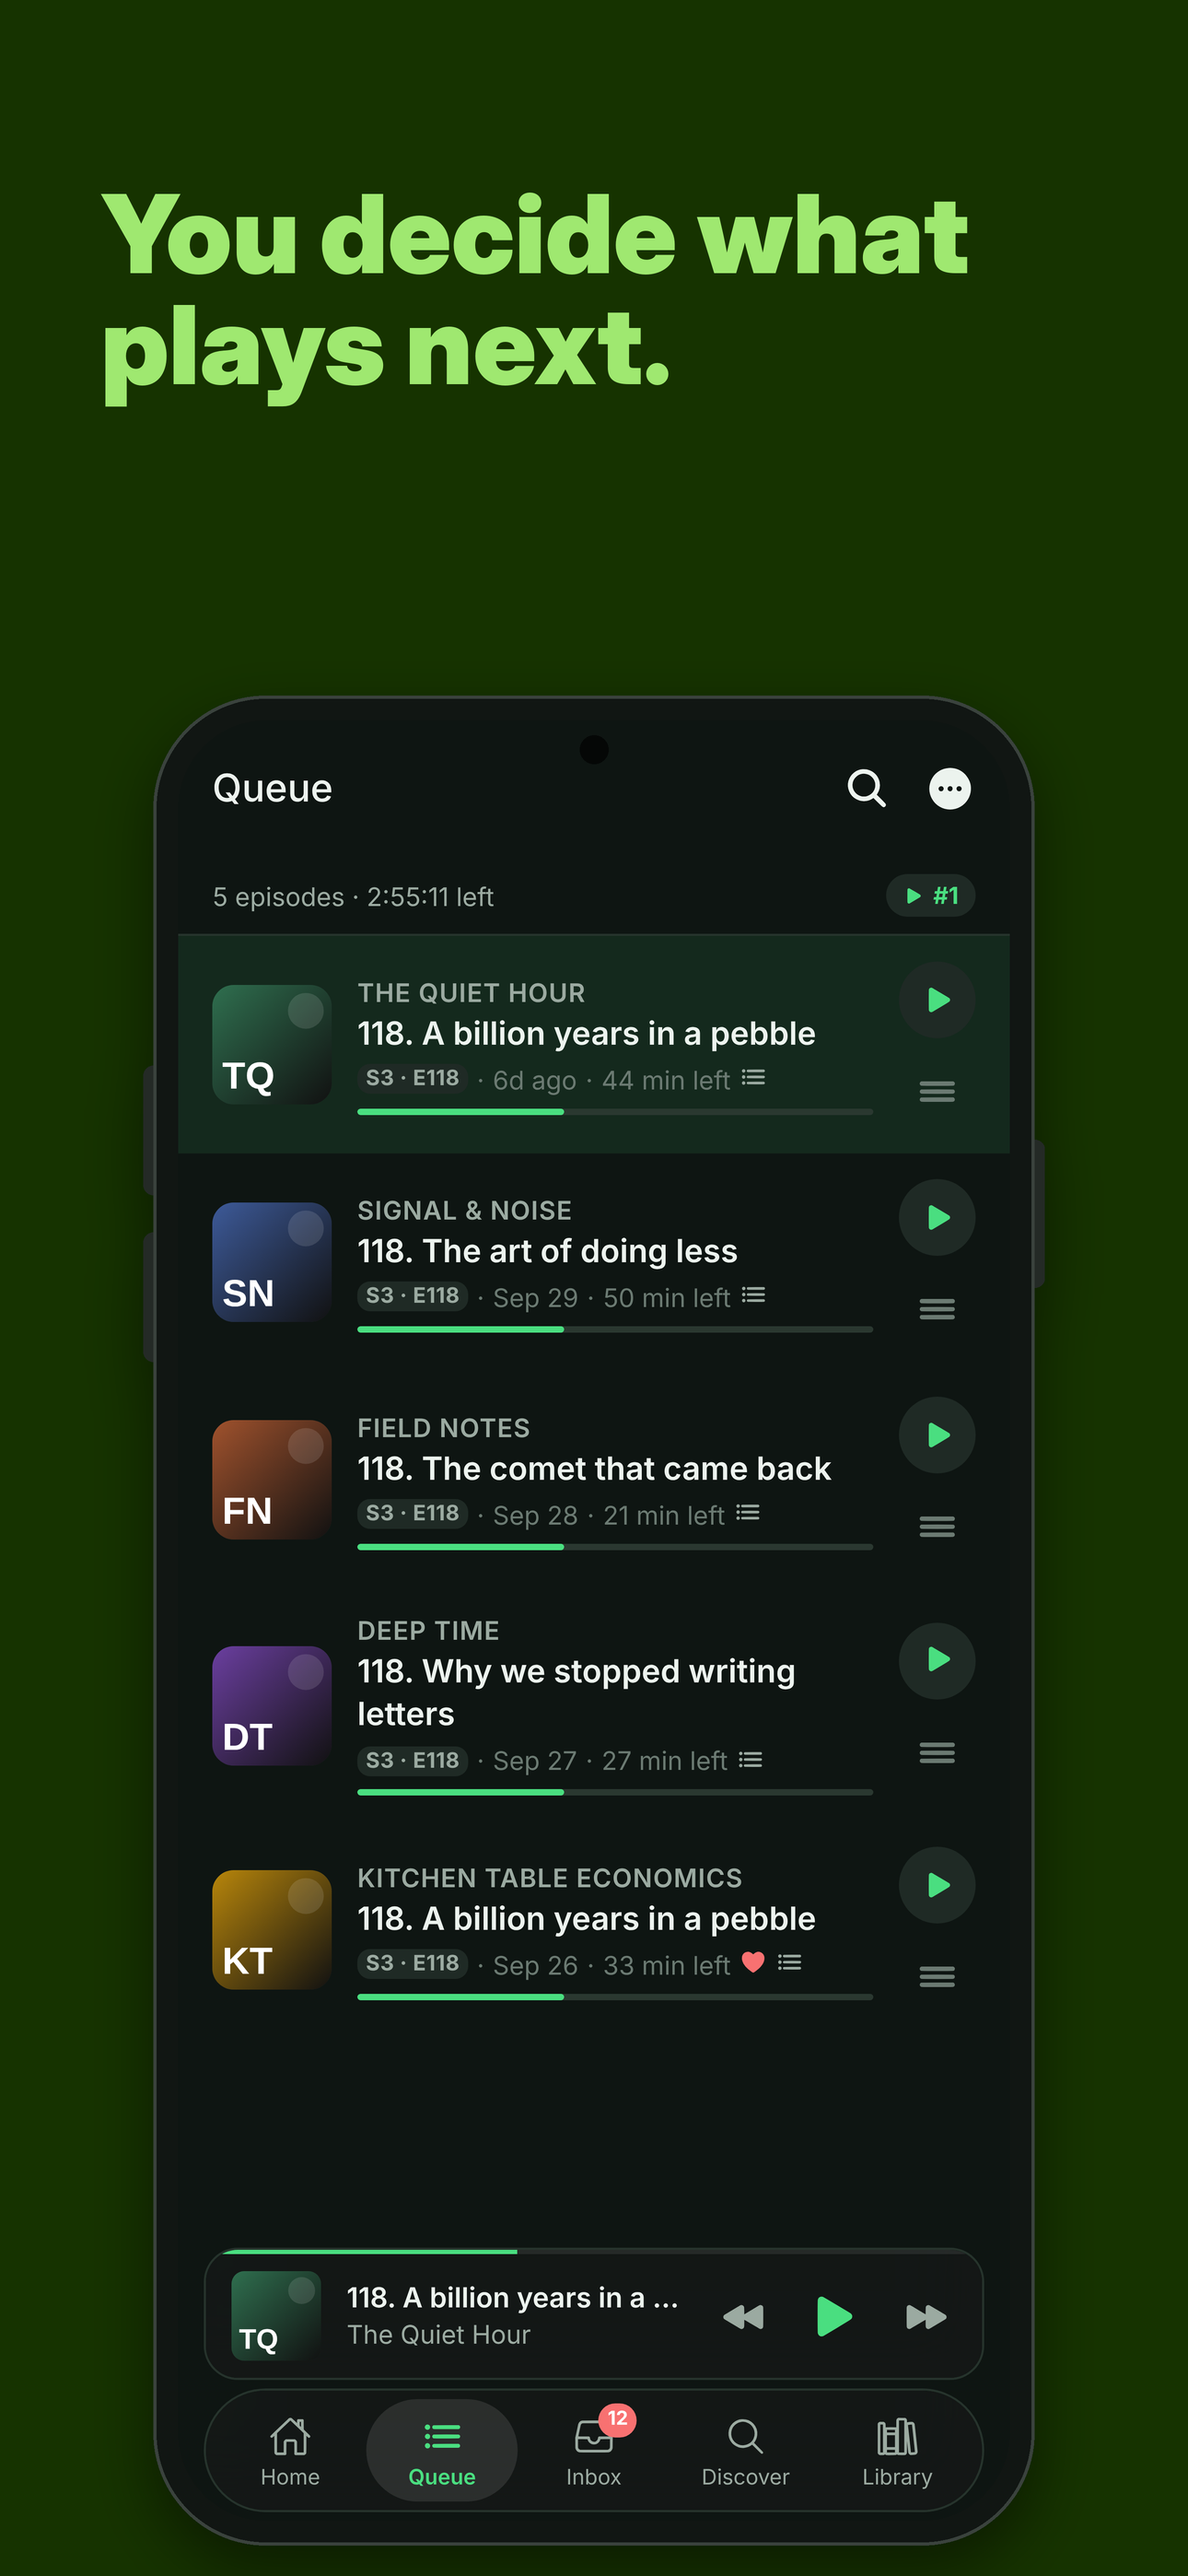 You decide what
plays next.
Queue
5 episodes · 2:55:11 left
#1
THE QUIET HOUR
118. A billion years in a pebble
TQ
S3 · E118 · 6d ago · 44 min left
SIGNAL & NOISE
118. The art of doing less
SN
S3 · E118 · Sep 29 · 50 min left
FIELD NOTES
118. The comet that came back
FN
S3 · E118 · Sep 28 · 21 min left
DEEP TIME
118. Why we stopped writing
letters
DT
S3 · E118 · Sep 27 · 27 min left
KITCHEN TABLE ECONOMICS
118. A billion years in a pebble
KT
S3 · E118 · Sep 26 · 33 min left
118. A billion years in a ...
The Quiet Hour
TQ
12
Home
Queue
Inbox
Discover
Library